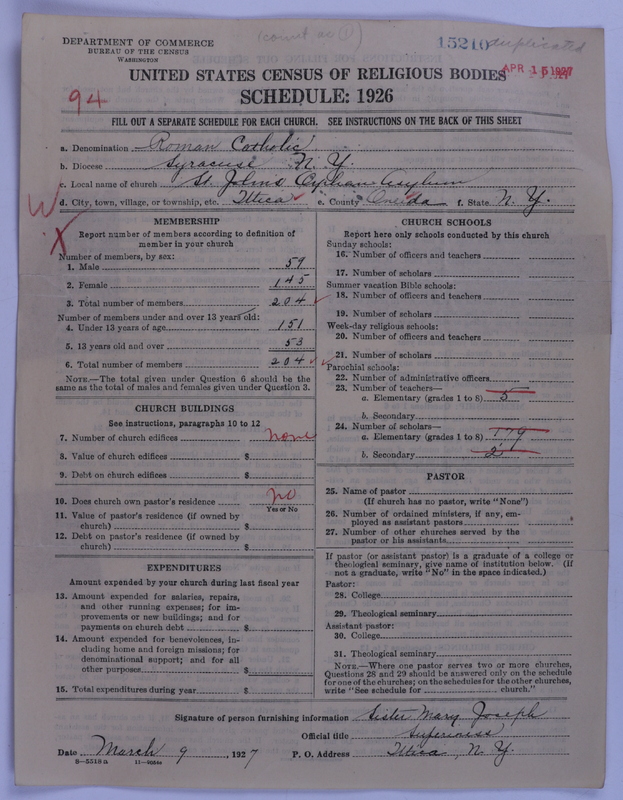 (count as 1)
15210 duplicated
DEPARTMENT OF COMMERCE
BUREAU OF THE CENSUS
WASHINGTON
APR 15 1927
UNITED STATES CENSUS OF RELIGIOUS BODIES
94
SCHEDULE: 1926
FILL OUT A SEPARATE SCHEDULE FOR EACH CHURCH. SEE INSTRUCTIONS ON THE BACK OF THIS SHEET
a. Denomination Roman Catholic
b. Diocese Syracuse N. Y.
c. Local name of church St. John's Orphan Asylum
d. City, town, village, or township, etc. Utica e. County Oneida f. State N. Y.
MEMBERSHIP
Report number of members according to definition of
member in your church
Number of members, by sex:
1. Male 59
2. Female 145
3. Total number of members 204
Number of members under and over 13 years old:
4. Under 13 years of age 151
5. 13 years old and over 53
6. Total number of members 204
NOTE.—The total given under Question 6 should be the
same as the total of males and females given under Question 3.
CHURCH BUILDINGS
See instructions, paragraphs 10 to 12
7. Number of church edifices none
8. Value of church edifices $
9. Debt on church edifices $
10. Does church own pastor's residence no
Yes or No
11. Value of pastor's residence (if owned by
church) $
12. Debt on pastor's residence (if owned by
church) $
EXPENDITURES
Amount expended by your church during last fiscal year
13. Amount expended for salaries, repairs,
and other running expenses; for im-
provements or new buildings; and for
payments on church debt $
14. Amount expended for benevolences, in-
cluding home and foreign missions; for
denominational support; and for all
other purposes $
15. Total expenditures during year $
CHURCH SCHOOLS
Report here only schools conducted by this church
Sunday schools:
16. Number of officers and teachers
17. Number of scholars
Summer vacation Bible schools:
18. Number of officers and teachers
19. Number of scholars
Week-day religious schools:
20. Number of officers and teachers
21. Number of scholars
Parochial schools:
22. Number of administrative officers
23. Number of teachers—
a. Elementary (grades 1 to 8) 5
b. Secondary
24. Number of scholars—
a. Elementary (grades 1 to 8) 179
b. Secondary 2
PASTOR
25. Name of pastor
(If church has no pastor, write "None")
26. Number of ordained ministers, if any, em-
ployed as assistant pastors
27. Number of other churches served by the
pastor or his assistants
If pastor (or assistant pastor) is a graduate of a college or
theological seminary, give name of institution below. (If
not a graduate, write "No" in the space indicated.)
Pastor:
28. College
29. Theological seminary
Assistant pastor:
30. College
31. Theological seminary
NOTE.—Where one pastor serves two or more churches,
Questions 28 and 29 should be answered only on the schedule
for one of the churches; on the schedules for the other churches,
write "See schedule for church."
Signature of person furnishing information Sister Mary Joseph
Official title Superioress
Date March 9, 1927 P. O. Address Utica, N. Y.
8—5518a